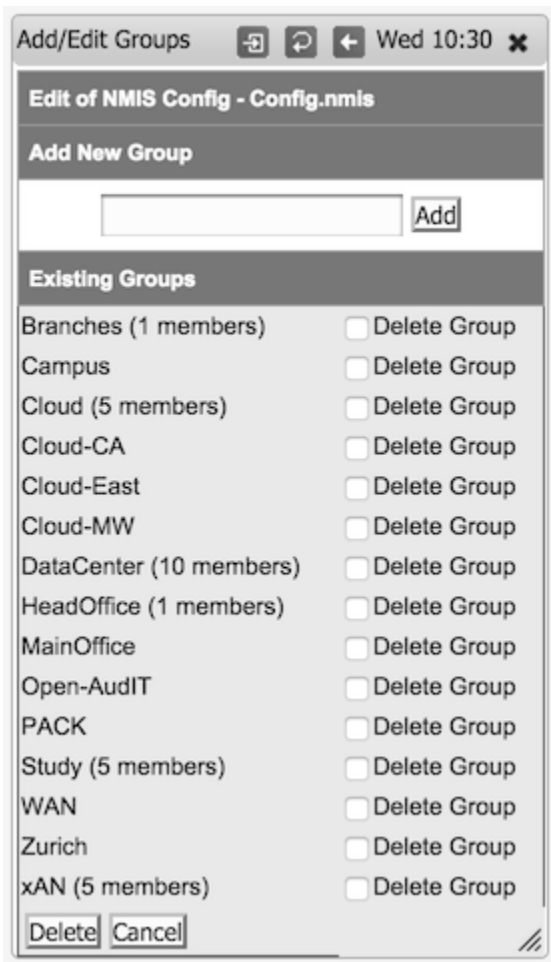 Add/Edit Groups Wed 10:30
Edit of NMIS Config - Config.nmis
Add New Group
Add
Existing Groups
Branches (1 members) Delete Group
Campus Delete Group
Cloud (5 members) Delete Group
Cloud-CA Delete Group
Cloud-East Delete Group
Cloud-MW Delete Group
DataCenter (10 members) Delete Group
HeadOffice (1 members) Delete Group
MainOffice Delete Group
Open-AudIT Delete Group
PACK Delete Group
Study (5 members) Delete Group
WAN Delete Group
Zurich Delete Group
xAN (5 members) Delete Group
Delete Cancel